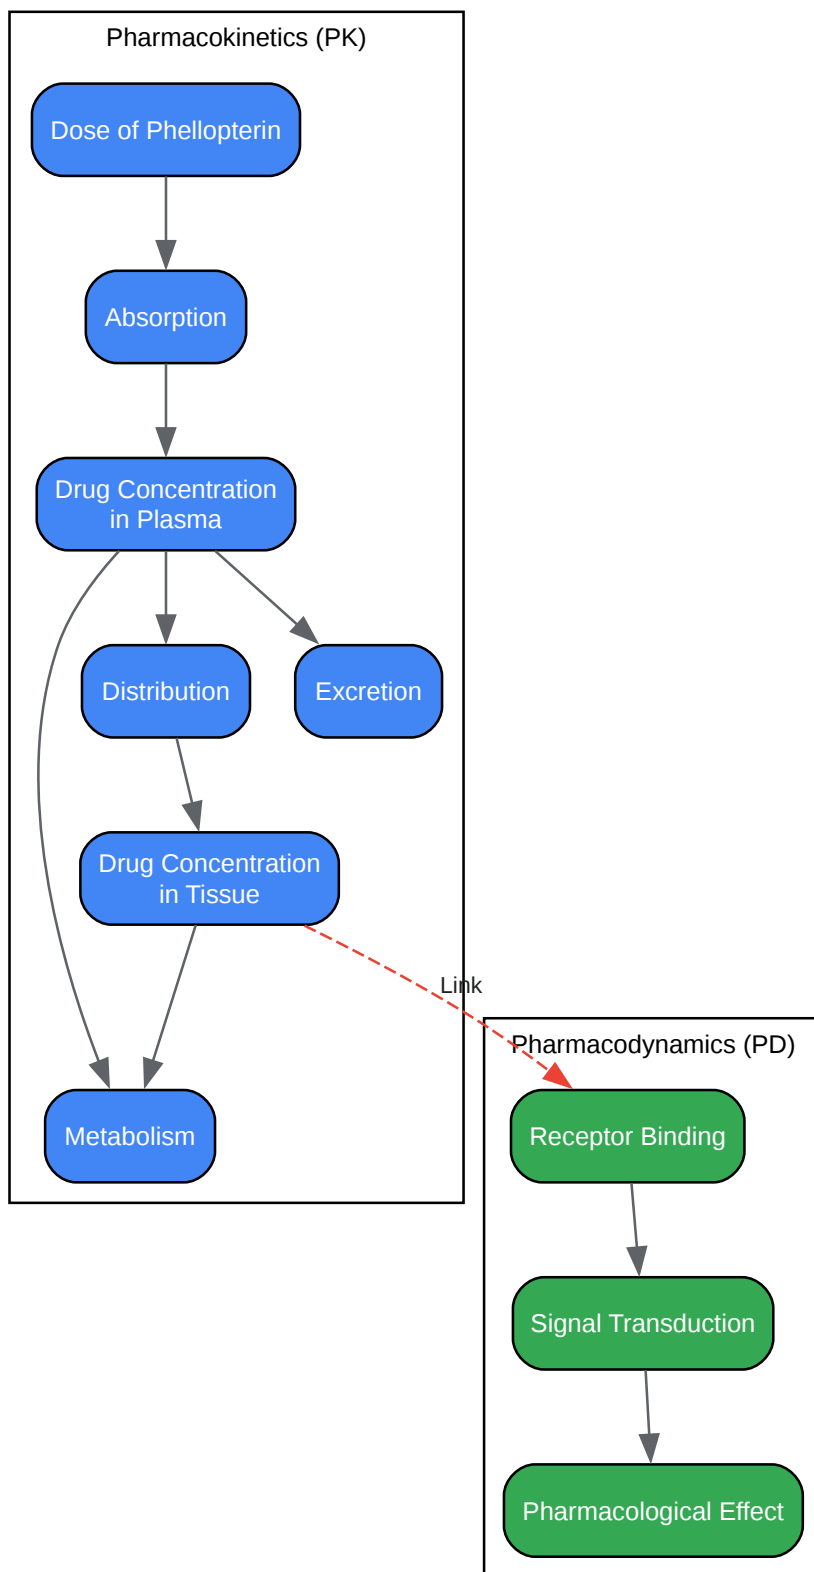 Pharmacokinetics (PK)
Dose of Phellopterin
Absorption
Drug Concentration
in Plasma
Distribution
Excretion
Drug Concentration
in Tissue
Link
Pharmacodynamics (PD)
Metabolism
Receptor Binding
Signal Transduction
Pharmacological Effect